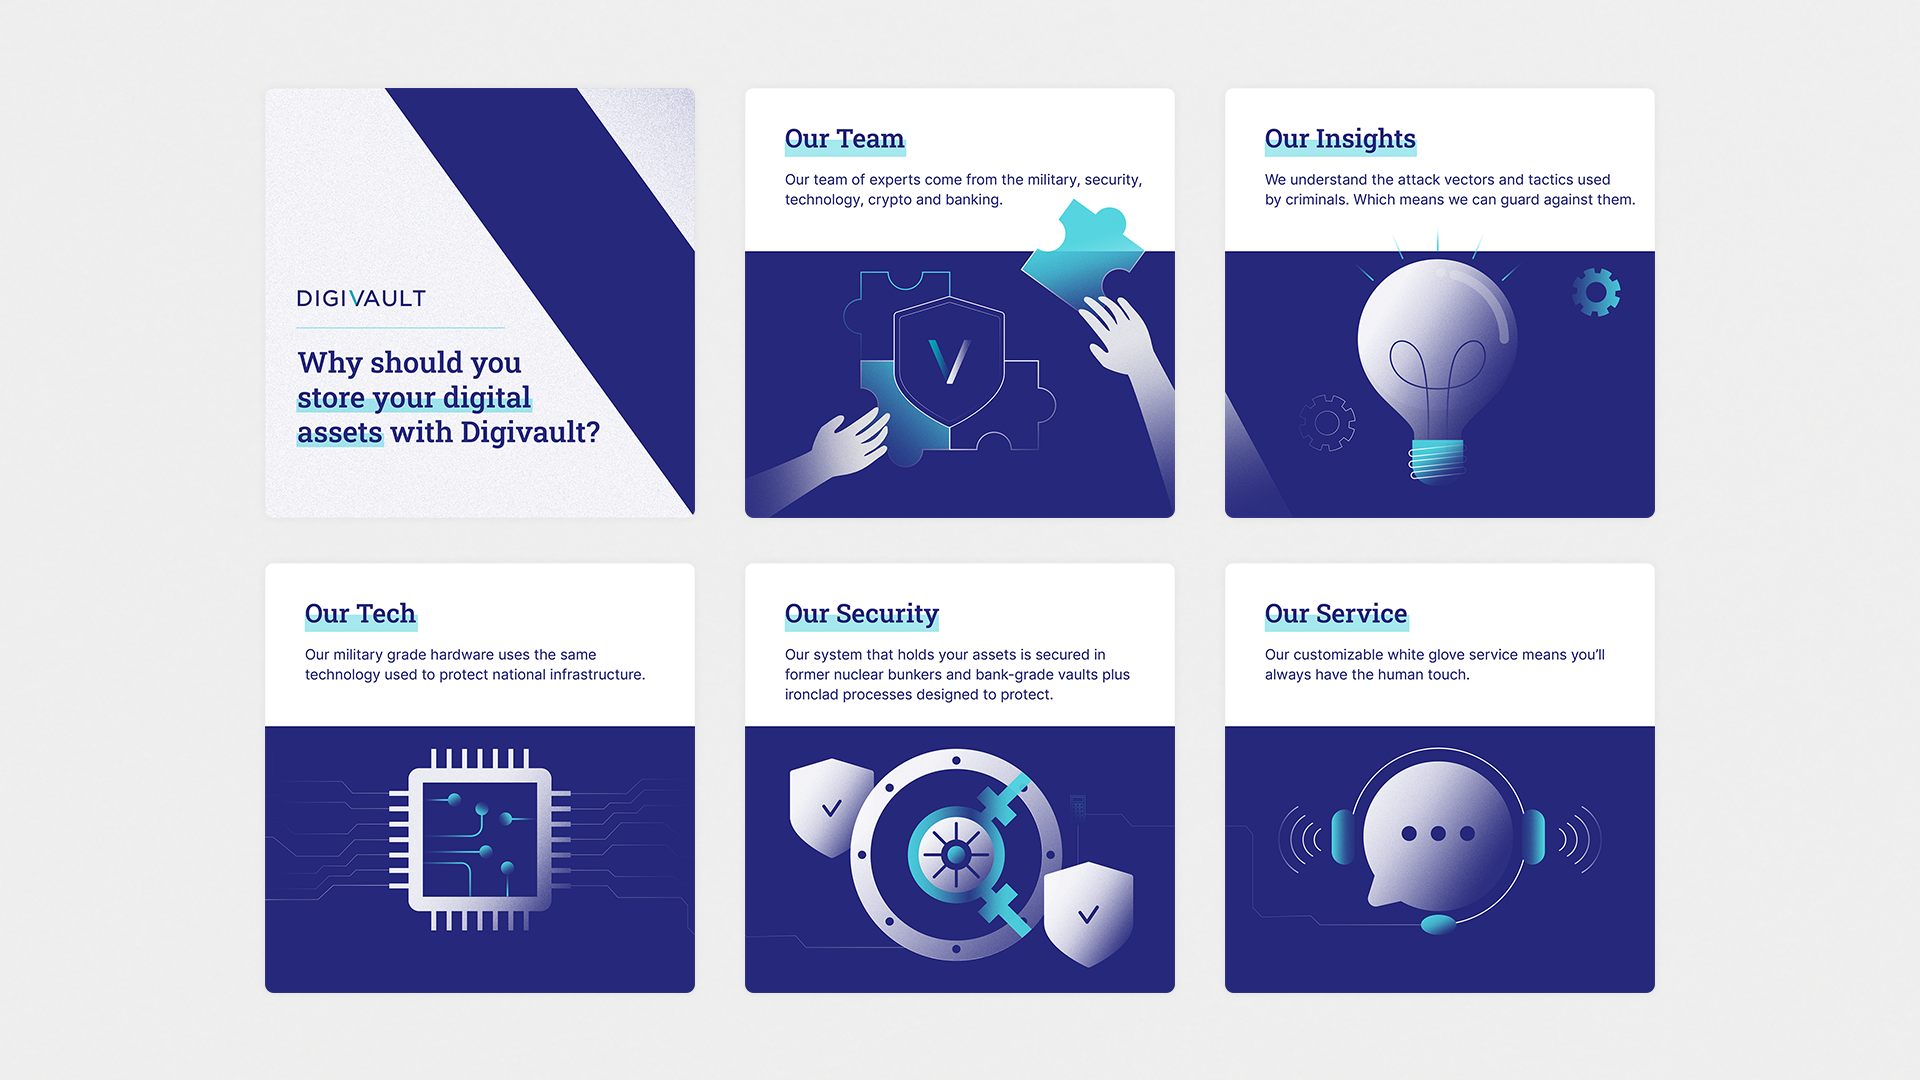 DIGIVAULT
Why should you
store your digital
assets with Digivault?
Our Team
Our team of experts come from the military, security,
technology, crypto and banking.
V
Our Insights
We understand the attack vectors and tactics used
by criminals. Which means we can guard against them.
Our Tech
Our military grade hardware uses the same
technology used to protect national infrastructure.
Our Security
Our system that holds your assets is secured in
former nuclear bunkers and bank-grade vaults plus
ironclad processes designed to protect.
Our Service
Our customizable white glove service means you’ll
always have the human touch.